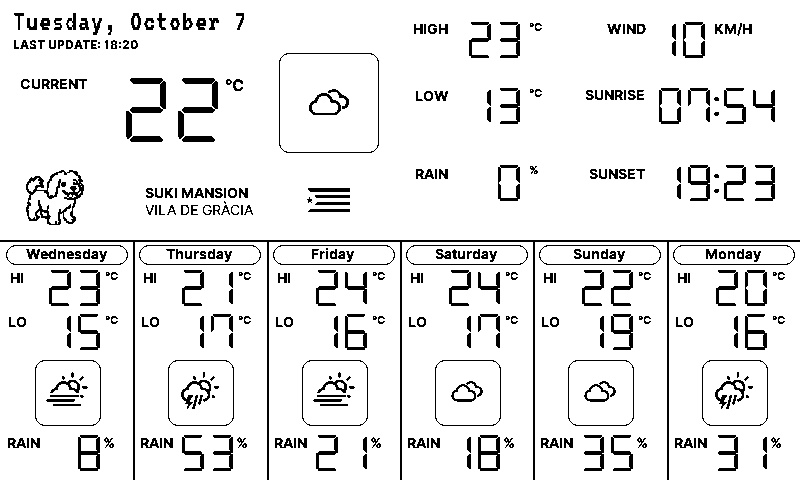 Tuesday, October 7
LAST UPDATE: 18:20
CURRENT 22 °C
SUKI MANSION
VILA DE GRÀCIA
HIGH 23 °C
LOW 13 °C
RAIN 0 %
WIND 10 KM/H
SUNRISE 07:54
SUNSET 19:23
Wednesday
HI 23 °C
LO 15 °C
RAIN 8 %
Thursday
HI 21 °C
LO 17 °C
RAIN 53 %
Friday
HI 24 °C
LO 16 °C
RAIN 21 %
Saturday
HI 24 °C
LO 17 °C
RAIN 18 %
Sunday
HI 22 °C
LO 19 °C
RAIN 35 %
Monday
HI 20 °C
LO 16 °C
RAIN 31 %